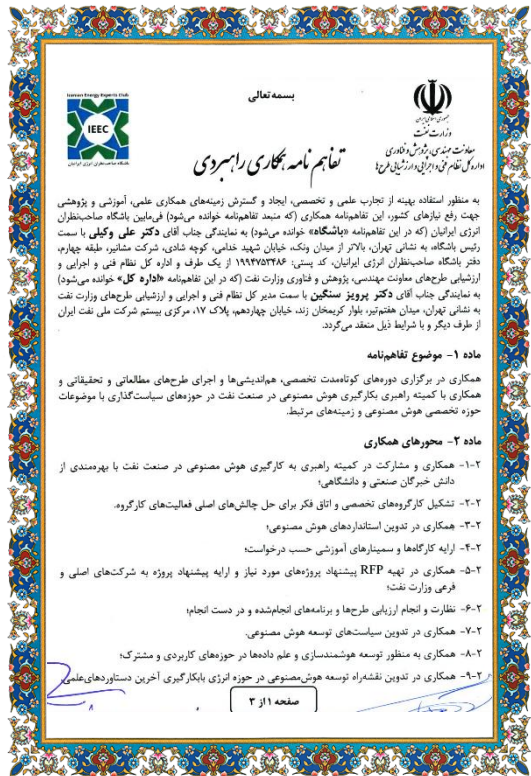 Iranian Energy Experts Club
IEEC
باشگاه صاحب‌نظران انرژی ایرانیان
بسمه‌تعالی
جمهوری اسلامی ایران
وزارت نفت
معاونت مهندسی، پژوهش و فناوری
اداره کل نظام فنی و اجرایی و ارزشیابی طرح‌ها
تفاهم نامه همکاری راهبردی
به منظور استفاده بهینه از تجارب علمی و تخصصی، ایجاد و گسترش زمینه‌های همکاری علمی، آموزشی و پژوهشی
جهت رفع نیازهای کشور، این تفاهم‌نامه همکاری (که منبعد تفاهم‌نامه خوانده می‌شود) فی‌مابین باشگاه صاحب‌نظران
انرژی ایرانیان (که در این تفاهم‌نامه «باشگاه» خوانده می‌شود) به نمایندگی جناب آقای دکتر علی وکیلی با سمت
رئیس باشگاه، به نشانی تهران، بالاتر از میدان ونک، خیابان شهید خدامی، کوچه شادی، شرکت مشانیر، طبقه چهارم،
دفتر باشگاه صاحبنظران انرژی ایرانیان، کد پستی: ۱۹۹۴۷۵۳۴۸۶ از یک طرف و اداره کل نظام فنی و اجرایی و
ارزشیابی طرح‌های معاونت مهندسی، پژوهش و فناوری وزارت نفت (که در این تفاهم‌نامه «اداره کل» خوانده می‌شود)
به نمایندگی جناب آقای دکتر پرویز سنگین با سمت مدیر کل نظام فنی و اجرایی و ارزشیابی طرح‌های وزارت نفت
به نشانی تهران، میدان هفت‌تیر، بلوار کریمخان زند، خیابان چهاردهم، پلاک ۱۷، مرکزی بیستم شرکت ملی نفت ایران
از طرف دیگر و با شرایط ذیل منعقد می‌گردد.
ماده ۱- موضوع تفاهم‌نامه
همکاری در برگزاری دوره‌های کوتاه‌مدت تخصصی، هم‌اندیشی‌ها و اجرای طرح‌های مطالعاتی و تحقیقاتی و
همکاری با کمیته راهبری بکارگیری هوش مصنوعی در صنعت نفت در حوزه‌های سیاست‌گذاری با موضوعات
حوزه تخصصی هوش مصنوعی و زمینه‌های مرتبط.
ماده ۲- محورهای همکاری
۲-۱- همکاری و مشارکت در کمیته راهبری به کارگیری هوش مصنوعی در صنعت نفت با بهره‌مندی از
دانش خبرگان صنعتی و دانشگاهی؛
۲-۲- تشکیل کارگروه‌های تخصصی و اتاق فکر برای حل چالش‌های اصلی فعالیت‌های کارگروه.
۲-۳- همکاری در تدوین استانداردهای هوش مصنوعی؛
۲-۴- ارایه کارگاه‌ها و سمینارهای آموزشی حسب درخواست؛
۲-۵- همکاری در تهیه RFP پیشنهاد پروژه‌های مورد نیاز و ارایه پیشنهاد پروژه به شرکت‌های اصلی و
فرعی وزارت نفت؛
۲-۶- نظارت و انجام ارزیابی طرح‌ها و برنامه‌های انجام‌شده و در دست انجام؛
۲-۷- همکاری در تدوین سیاست‌های توسعه هوش مصنوعی.
۲-۸- همکاری به منظور توسعه هوشمندسازی و علم داده‌ها در حوزه‌های کاربردی و مشترک؛
۲-۹- همکاری در تدوین نقشه‌راه توسعه هوش‌مصنوعی در حوزه انرژی بابکارگیری آخرین دستاوردهای‌علمی
صفحه ۱ از ۳